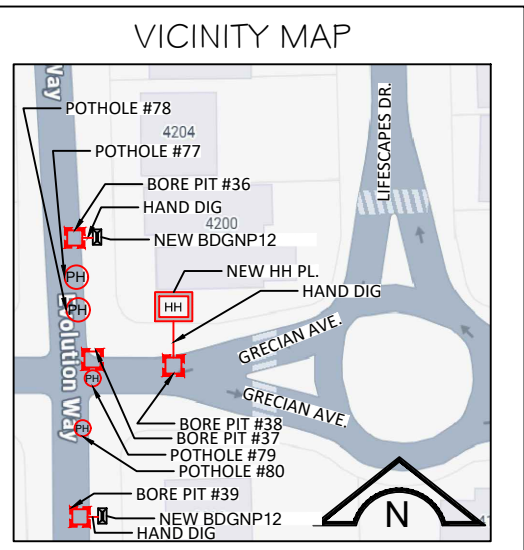 VICINITY MAP
Way
POTHOLE #78
4204
POTHOLE #77
BORE PIT #36
HAND DIG
4200
NEW BDGNP12
LIFESCAPES DR.
NEW HH PL.
PH
HAND DIG
PH
HH
Evolution Way
GRECIAN AVE.
PH
GRECIAN AVE.
BORE PIT #38
PH
BORE PIT #37
POTHOLE #79
POTHOLE #80
BORE PIT #39
NEW BDGNP12
HAND DIG
N